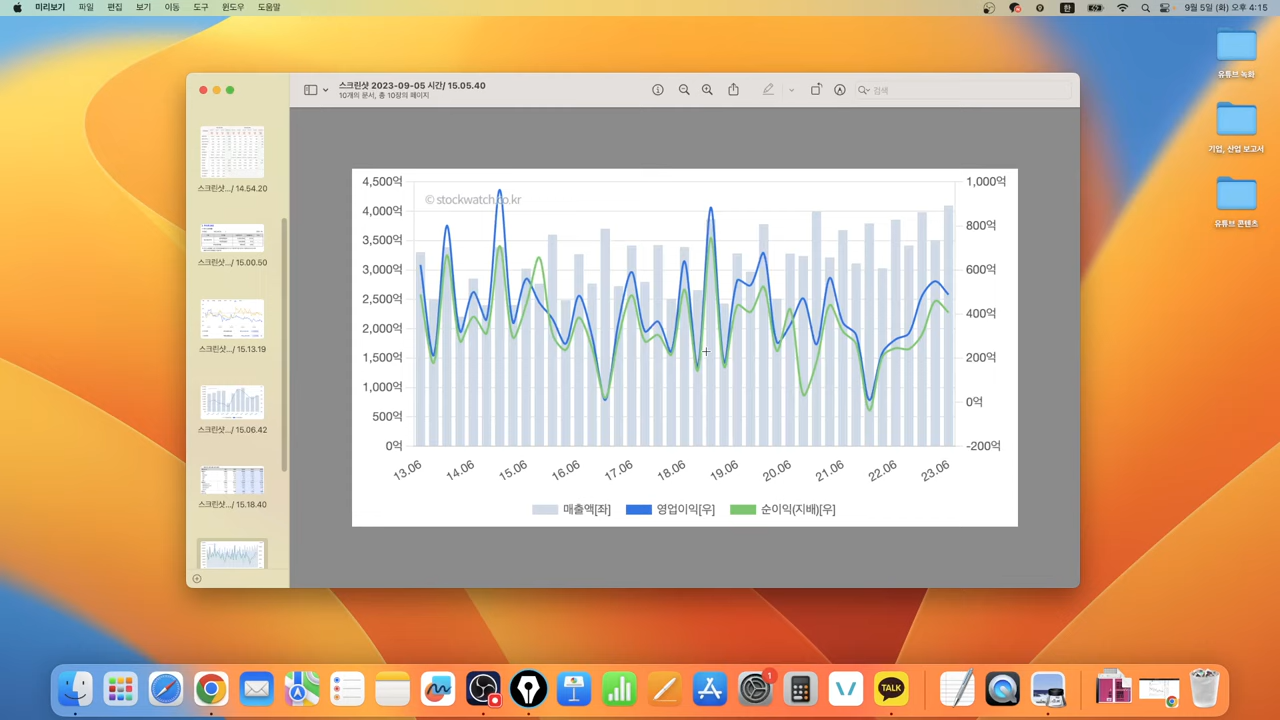 미리보기 파일 편집 보기 이동 도구 윈도우 도움말
한
9월 5일 (화) 오후 4:15
스크린샷 2023-09-05 시간/ 15.05.40
10개의 문서, 총 10장의 페이지
검색
유튜브 녹화
기업, 산업 보고서
유튜브 콘텐츠
스크린샷.../ 14.54.20
스크린샷.../ 15.00.50
스크린샷.../ 15.13.19
스크린샷.../ 15.06.42
스크린샷.../ 15.18.40
© stockwatch.co.kr
4,500억
4,000억
3,500억
3,000억
2,500억
2,000억
1,500억
1,000억
500억
0억
1,000억
800억
600억
400억
200억
0억
-200억
13.06 14.06 15.06 16.06 17.06 18.06 19.06 20.06 21.06 22.06 23.06
매출액[좌] 영업이익[우] 순이익(지배)[우]
1
TALK